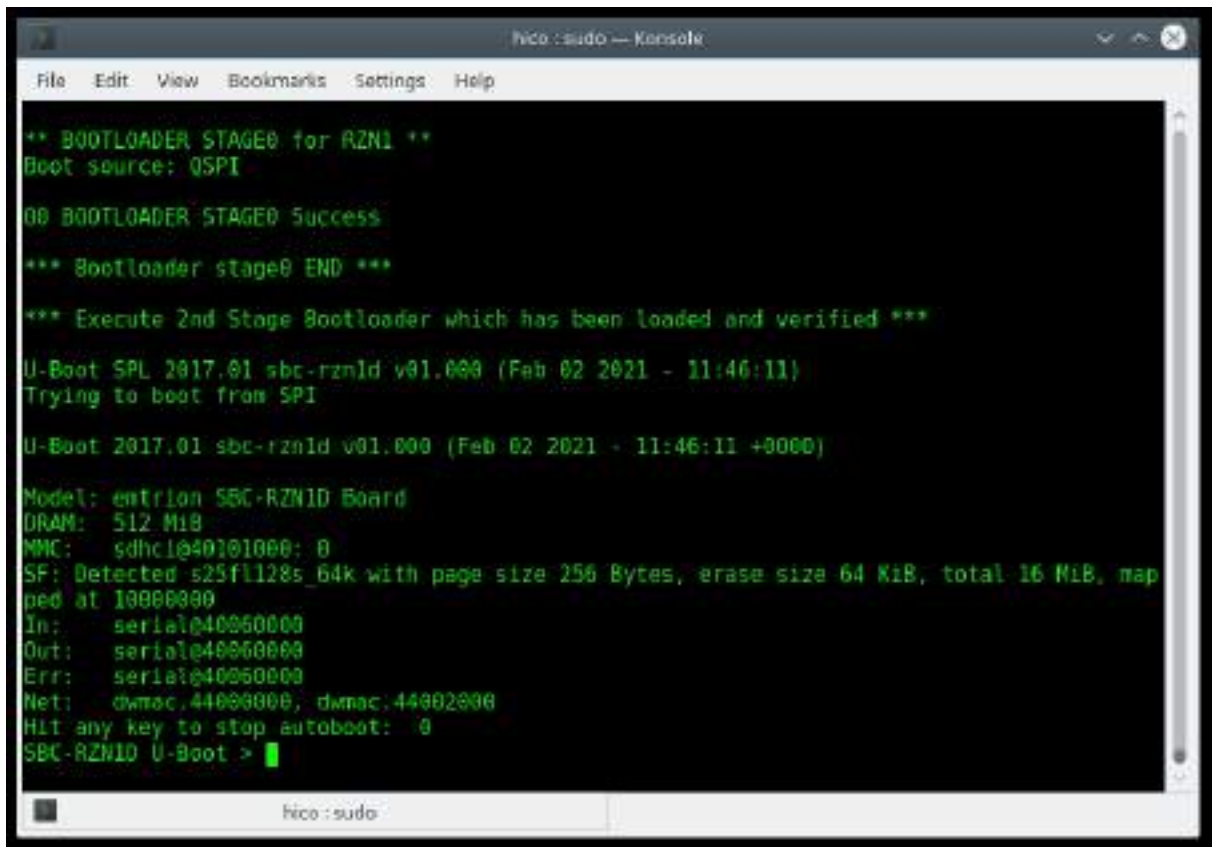 hico : sudo — Konsole
File Edit View Bookmarks Settings Help
** BOOTLOADER STAGE0 for RZN1 **
Boot source: QSPI
00 BOOTLOADER STAGE0 Success
*** Bootloader stage0 END ***
*** Execute 2nd Stage Bootloader which has been loaded and verified ***
U-Boot SPL 2017.01 sbc-rzn1d v01.000 (Feb 02 2021 - 11:46:11)
Trying to boot from SPI
U-Boot 2017.01 sbc-rzn1d v01.000 (Feb 02 2021 - 11:46:11 +0000)
Model: emtrion SBC-RZN1D Board
DRAM:  512 MiB
MMC:   sdhci@40101000: 0
SF: Detected s25fl128s_64k with page size 256 Bytes, erase size 64 KiB, total 16 MiB, map
ped at 10000000
In:    serial@40060000
Out:   serial@40060000
Err:   serial@40060000
Net:   dwmac.44000000, dwmac.44002000
Hit any key to stop autoboot:  0
SBC-RZN1D U-Boot >
hico : sudo